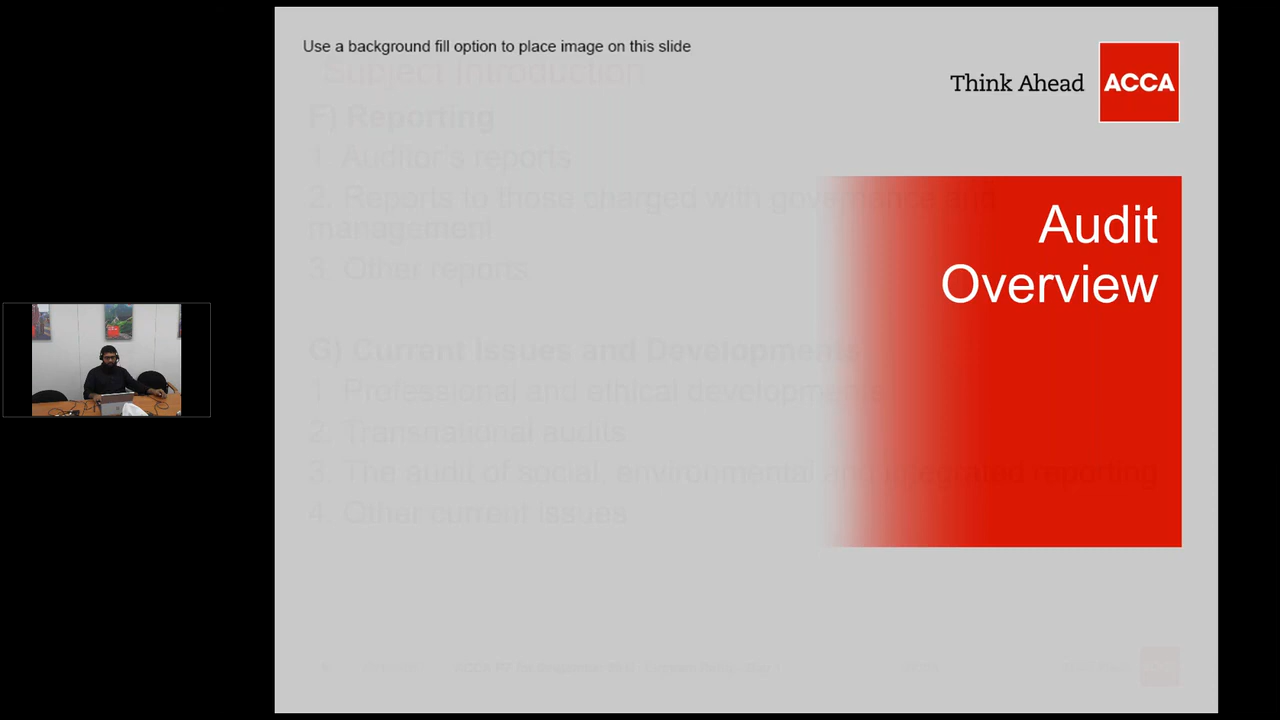 Use a background fill option to place image on this slide
Think Ahead
ACCA
Subject Introduction
F) Reporting
1. Auditor's reports
2. Reports to those charged with governance and
management
3. Other reports
G) Current Issues and Developments
1. Professional and ethical developments
2. Transnational audits
3. The audit of social, environmental and integrated reporting
4. Other current issues
Audit
Overview